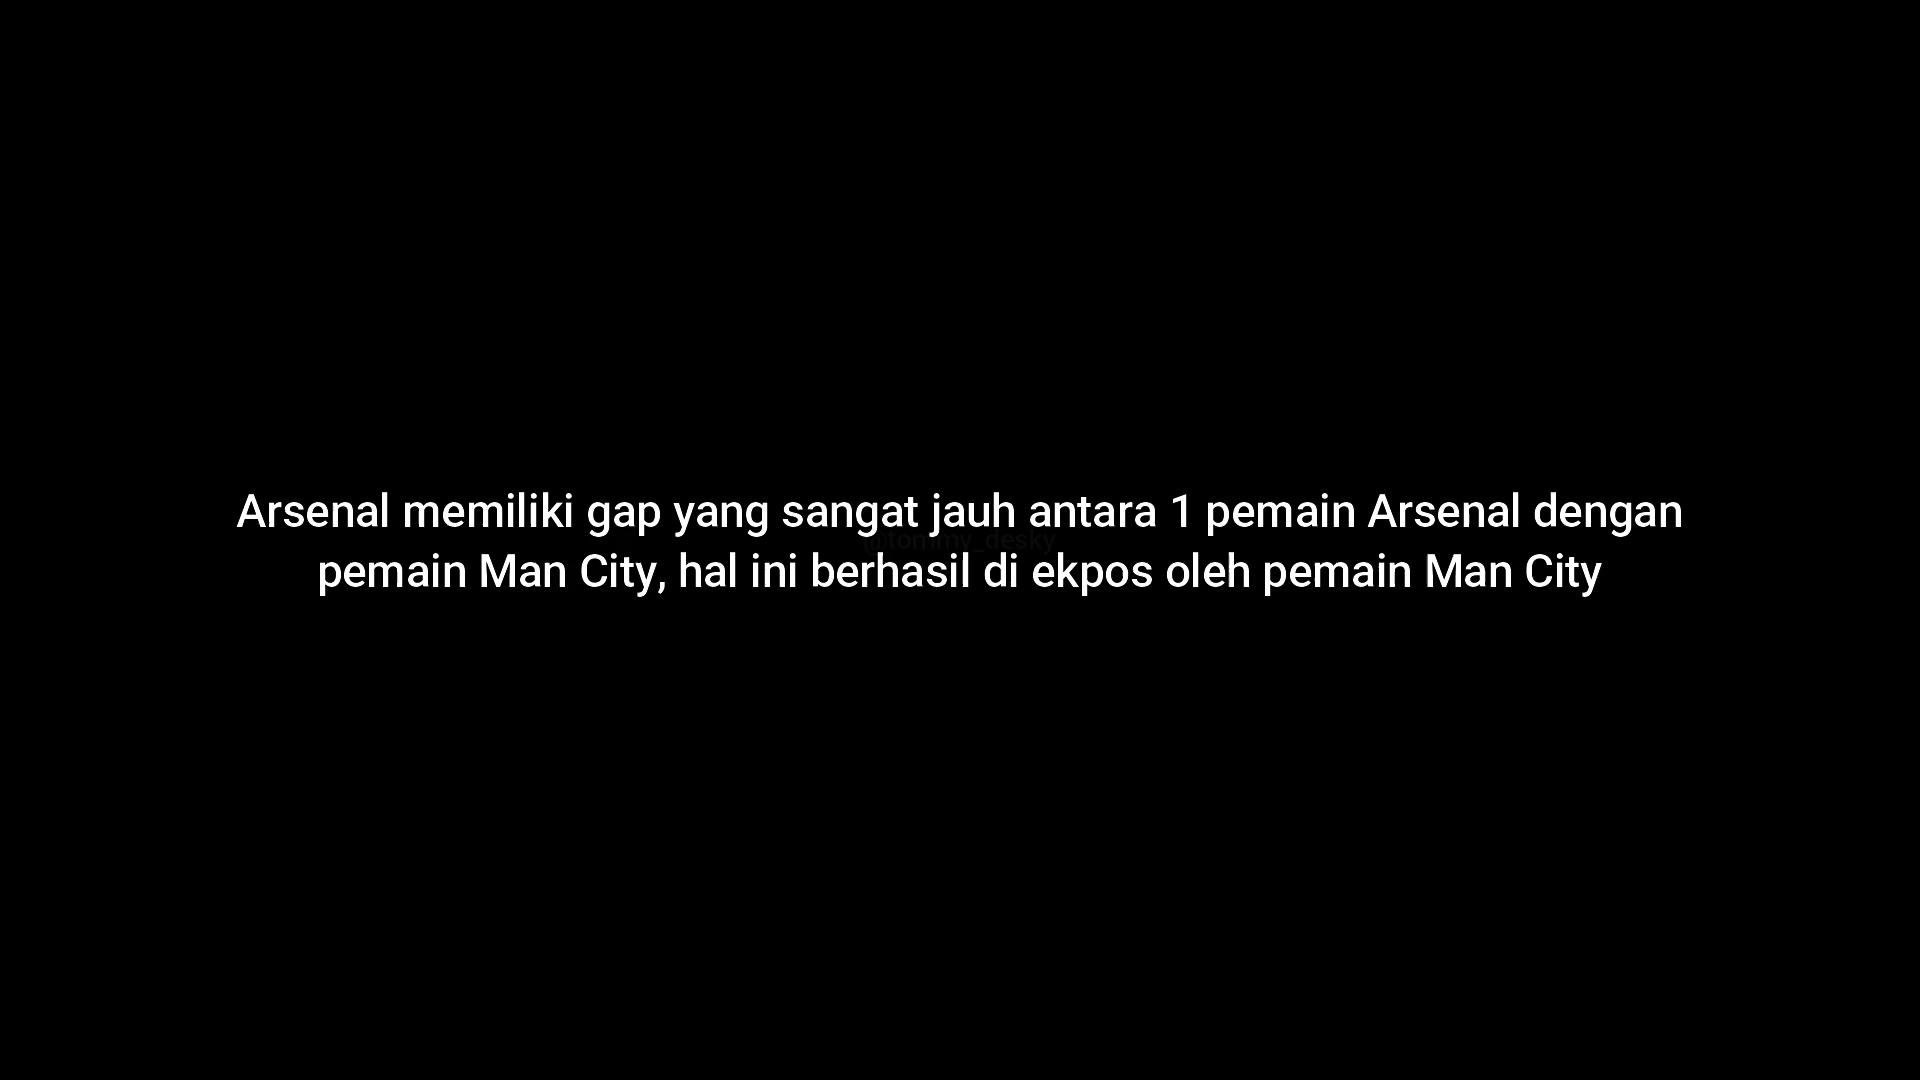 Arsenal memiliki gap yang sangat jauh antara 1 pemain Arsenal dengan
@tommy_desky
pemain Man City, hal ini berhasil di ekpos oleh pemain Man City